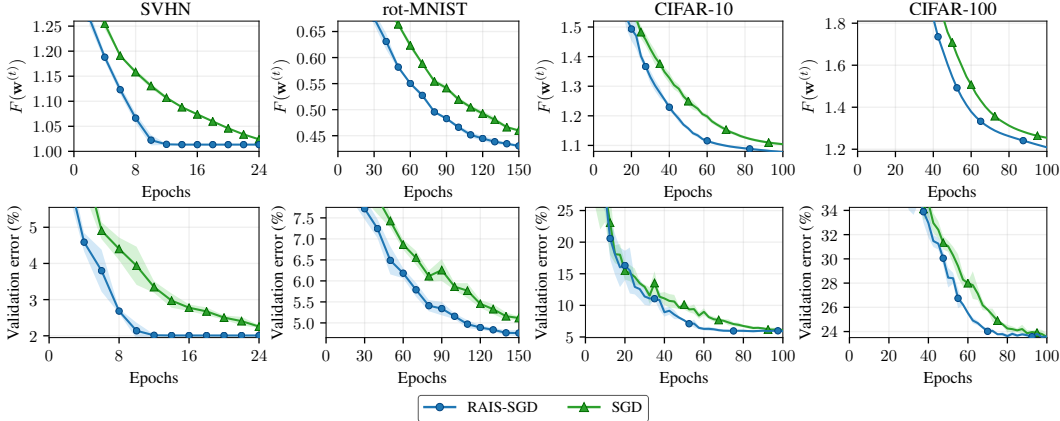 SVHN
rot-MNIST
CIFAR-10
CIFAR-100
F(w^(t))
1.25
1.20
1.15
1.10
1.05
1.00
0 8 16 24
Epochs
F(w^(t))
0.65
0.60
0.55
0.50
0.45
0 30 60 90 120 150
Epochs
F(w^(t))
1.5
1.4
1.3
1.2
1.1
0 20 40 60 80 100
Epochs
F(w^(t))
1.8
1.6
1.4
1.2
0 20 40 60 80 100
Epochs
Validation error (%)
5
4
3
2
0 8 16 24
Epochs
Validation error (%)
7.5
7.0
6.5
6.0
5.5
5.0
0 30 60 90 120 150
Epochs
Validation error (%)
25
20
15
10
5
0 20 40 60 80 100
Epochs
Validation error (%)
34
32
30
28
26
24
0 20 40 60 80 100
Epochs
RAIS-SGD
SGD